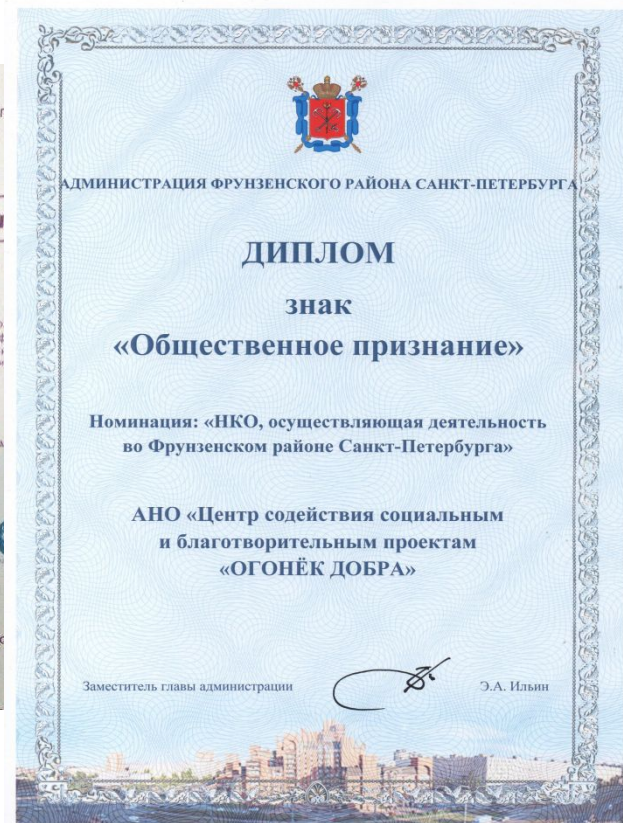 АДМИНИСТРАЦИЯ ФРУНЗЕНСКОГО РАЙОНА САНКТ-ПЕТЕРБУРГА
ДИПЛОМ
знак
«Общественное признание»
Номинация: «НКО, осуществляющая деятельность
во Фрунзенском районе Санкт-Петербурга»
АНО «Центр содействия социальным
и благотворительным проектам
«ОГОНЁК ДОБРА»
Заместитель главы администрации Э.А. Ильин